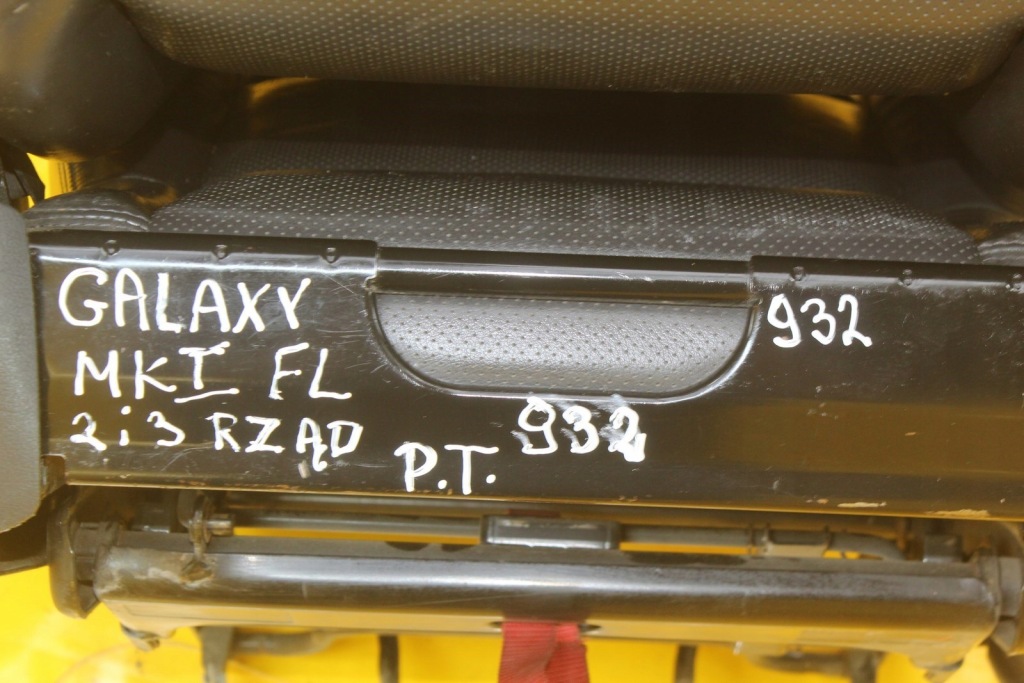 GALAXY
MKI FL
2 i 3 RZĄD
P.T. 932
932